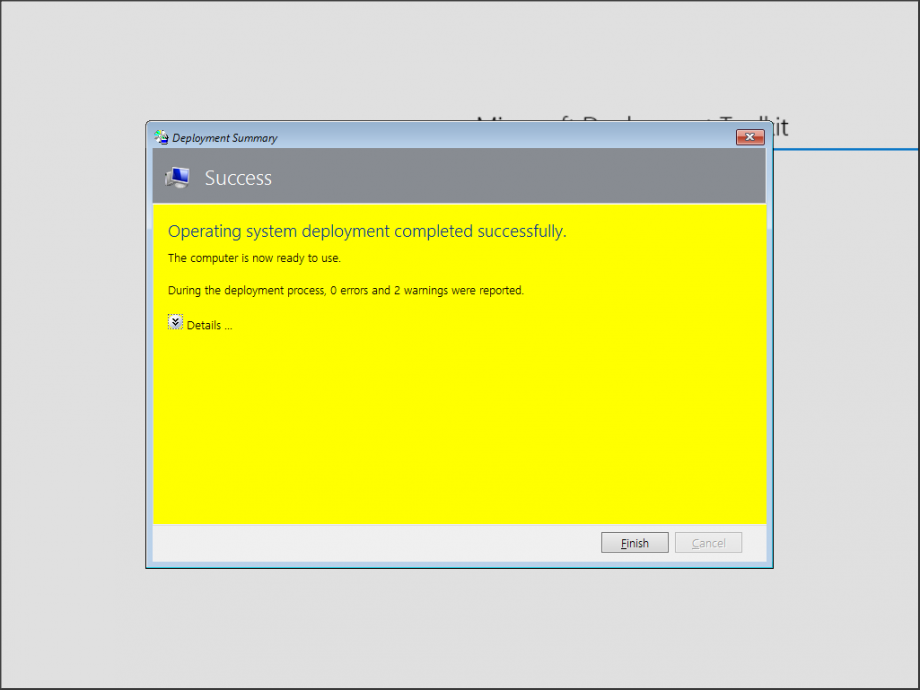 Deployment Summary
Success
Operating system deployment completed successfully.
The computer is now ready to use.
During the deployment process, 0 errors and 2 warnings were reported.
Details ...
Finish
Cancel